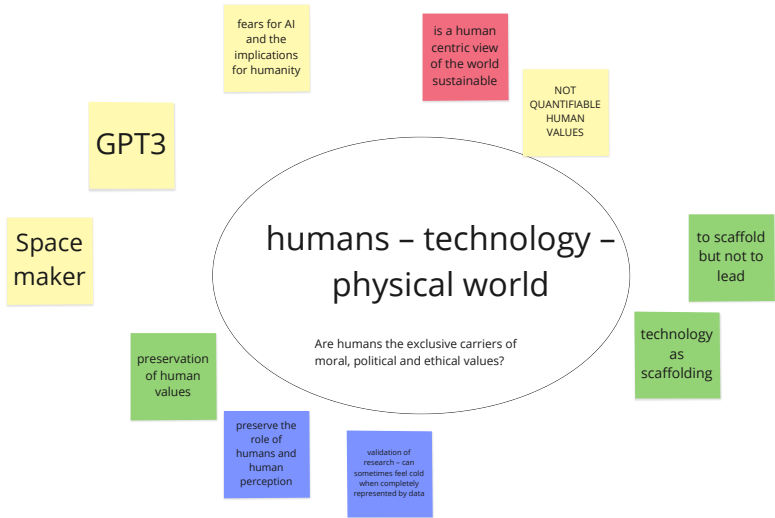 fears for AI
and the
implications
for humanity
is a human
centric view
of the world
sustainable
NOT
QUANTIFIABLE
HUMAN
VALUES
GPT3
Space
maker
humans – technology –
physical world
Are humans the exclusive carriers of
moral, political and ethical values?
to scaffold
but not to
lead
technology
as
scaffolding
preservation
of human
values
preserve the
role of
humans and
human
perception
validation of
research – can
sometimes feel cold
when completely
represented by data